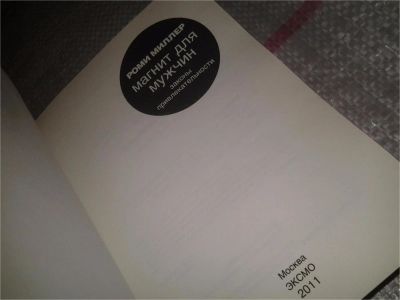 РОМИ МИЛЛЕР
МАГНИТ ДЛЯ
МУЖЧИН
законы
привлекательности
Москва
ЭКСМО
2011